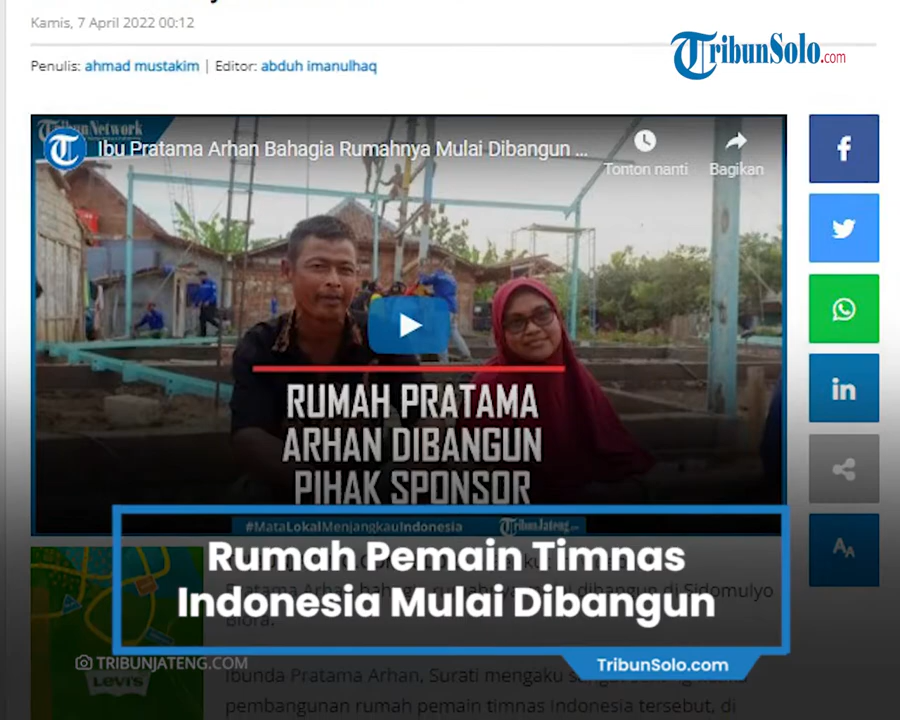 Kamis, 7 April 2022 00:12
Penulis: ahmad mustakim | Editor: abduh imanulhaq
TribunSolo.com
TribunNetwork
Ibu Pratama Arhan Bahagia Rumahnya Mulai Dibangun ...
Tonton nanti
Bagikan
RUMAH PRATAMA
ARHAN DIBANGUN
PIHAK SPONSOR
#MataLokalMenjangkauIndonesia
TribunJateng.com
Rumah Pemain Timnas
Indonesia Mulai Dibangun
Sidomulyo
Blora.
TRIBUNJATENG.COM
LEVI'S
TribunSolo.com
Ibunda Pratama Arhan, Surati mengaku
pembangunan rumah pemain timnas Indonesia tersebut, di